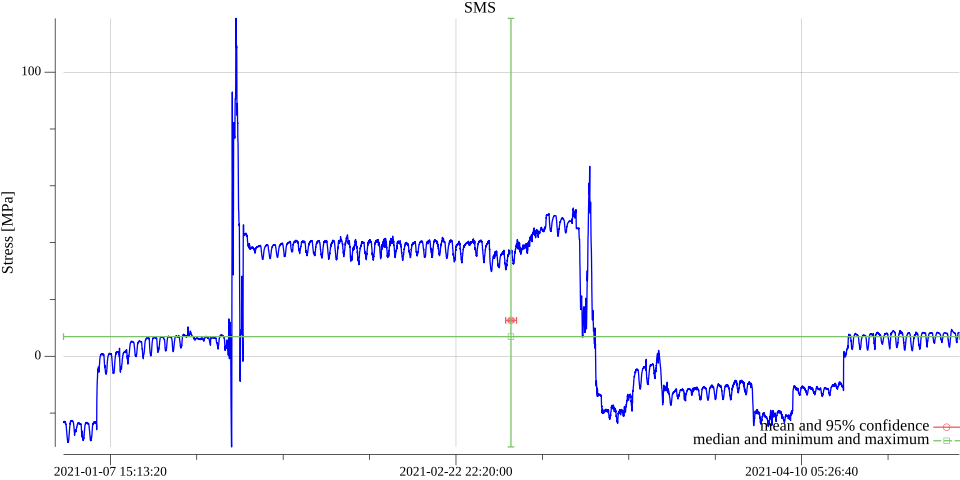 SMS
100
Stress [MPa]
0
mean and 95% confidence
median and minimum and maximum
2021-01-07 15:13:20
2021-02-22 22:20:00
2021-04-10 05:26:40